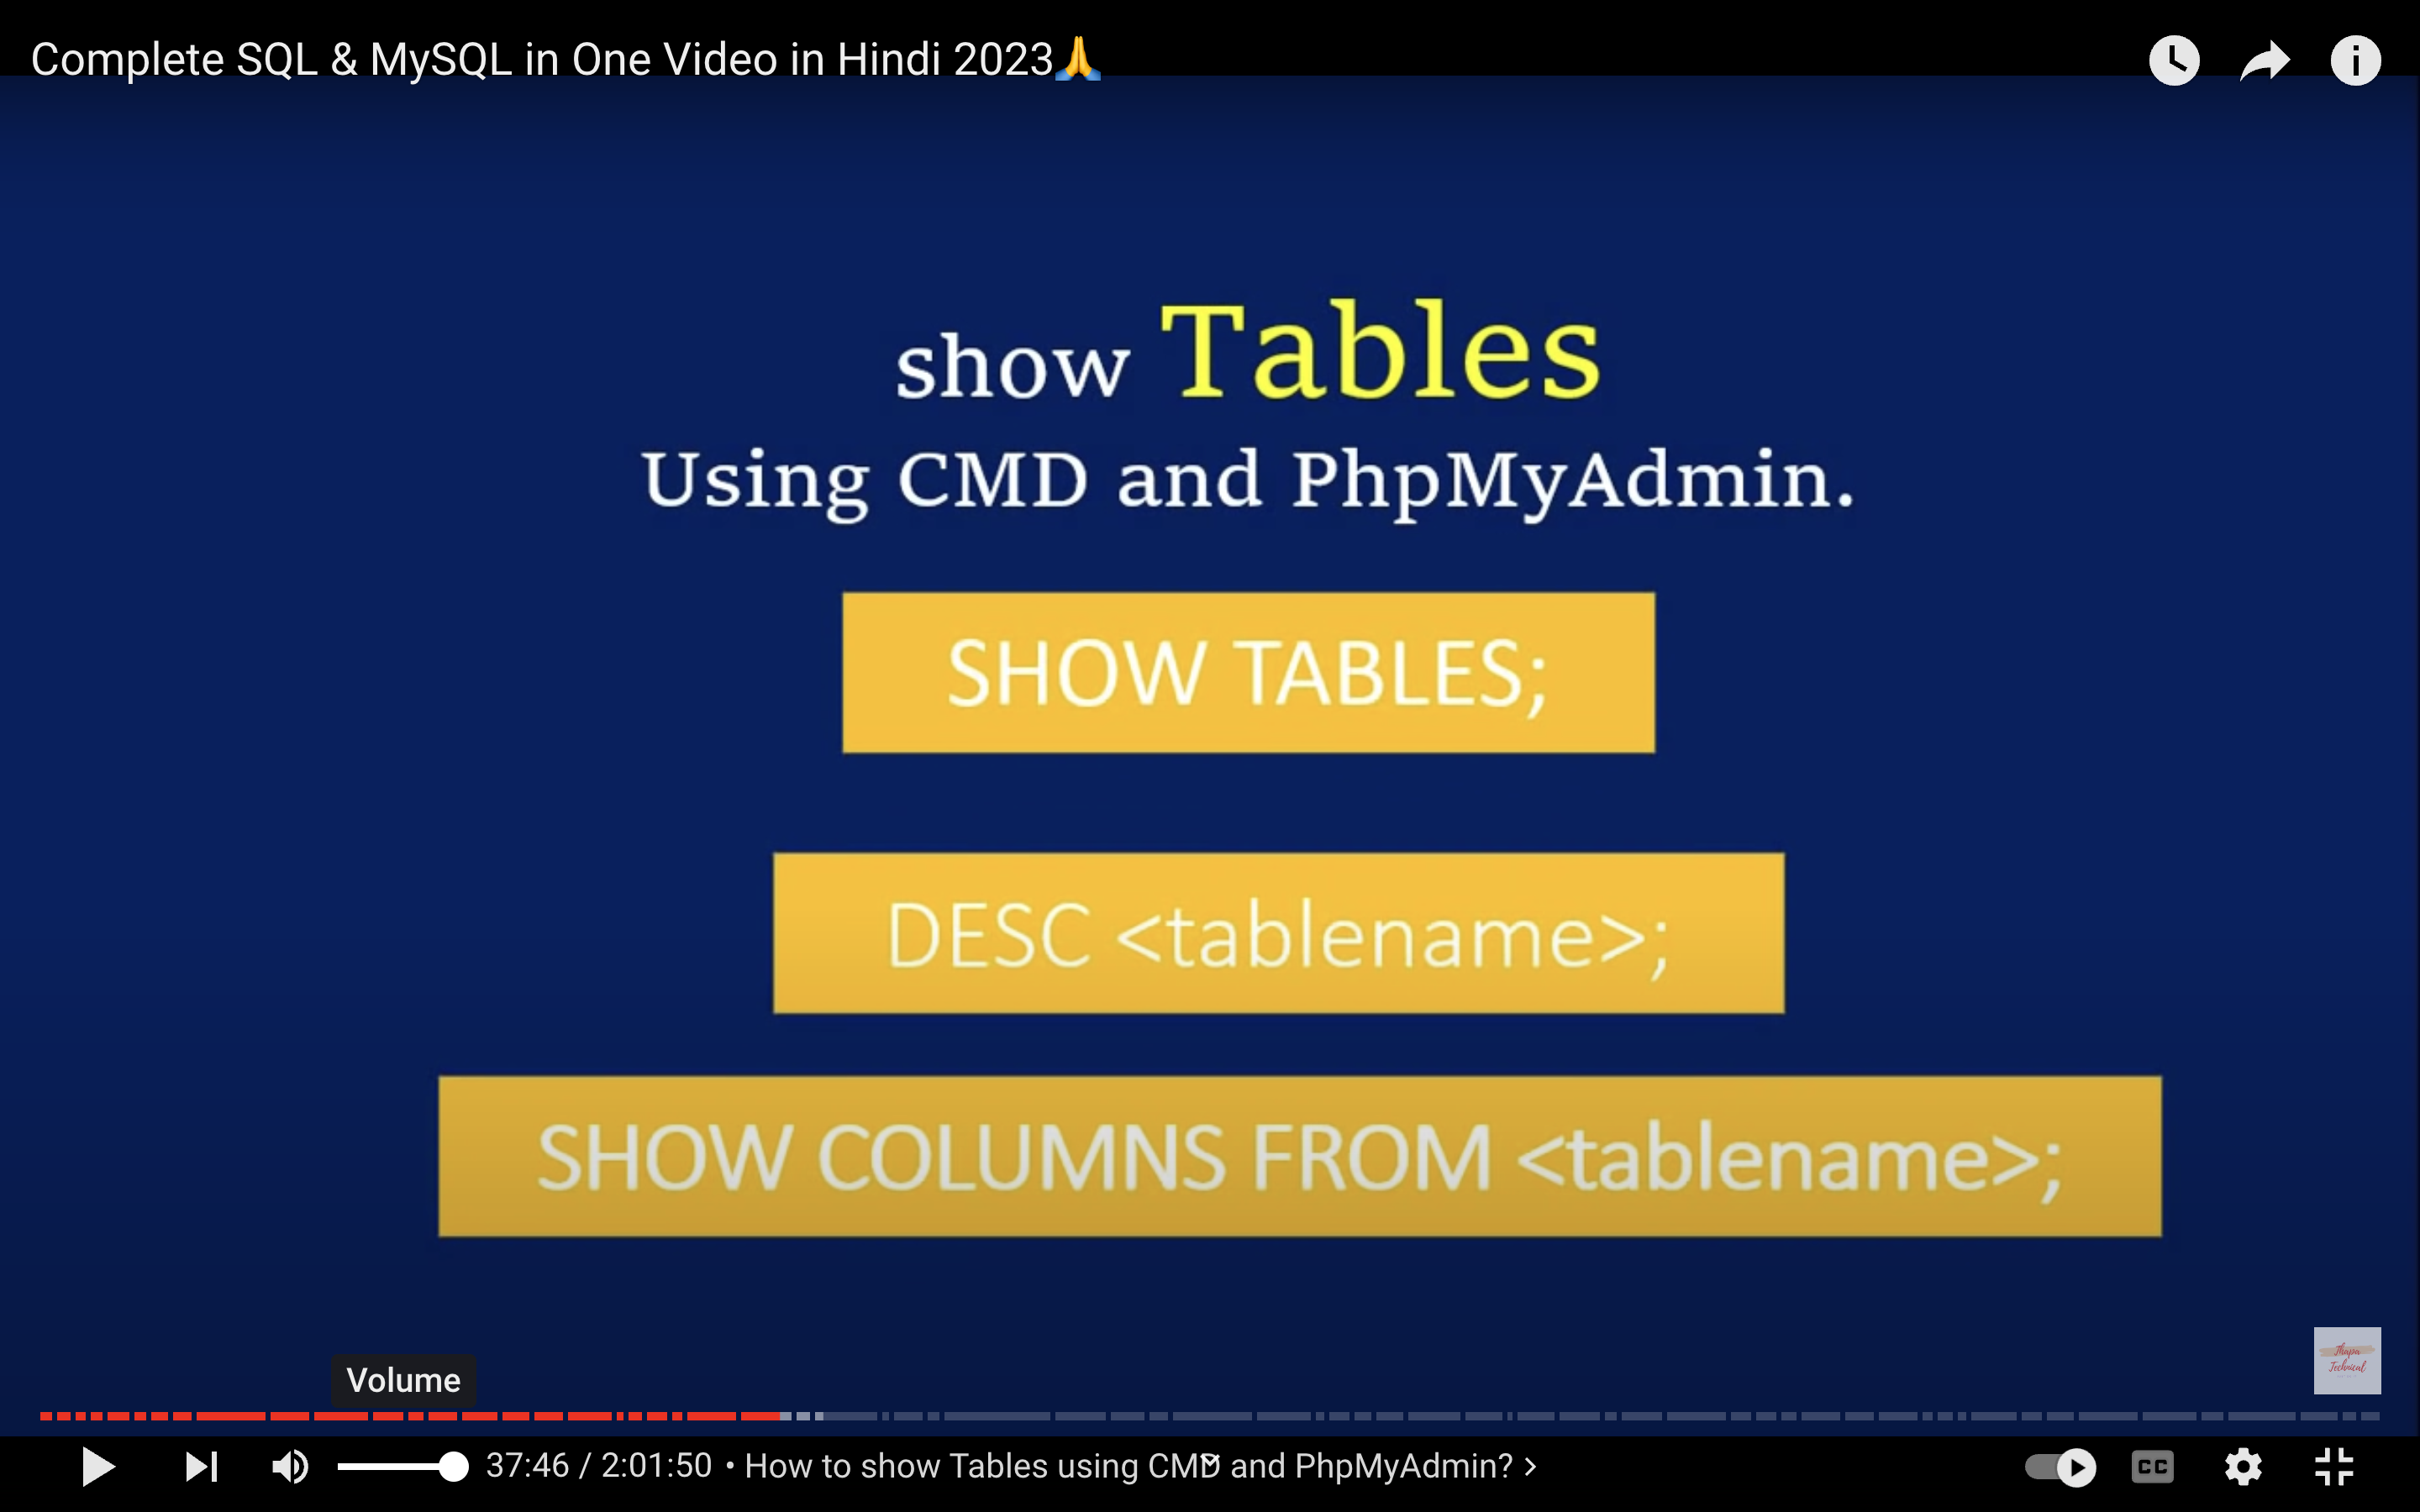 Complete SQL & MySQL in One Video in Hindi 2023🙏
show Tables
Using CMD and PhpMyAdmin.
SHOW TABLES;
DESC <tablename>;
SHOW COLUMNS FROM <tablename>;
Thapa
Technical
Volume
37:46 / 2:01:50 • How to show Tables using CMD and PhpMyAdmin? >
CC